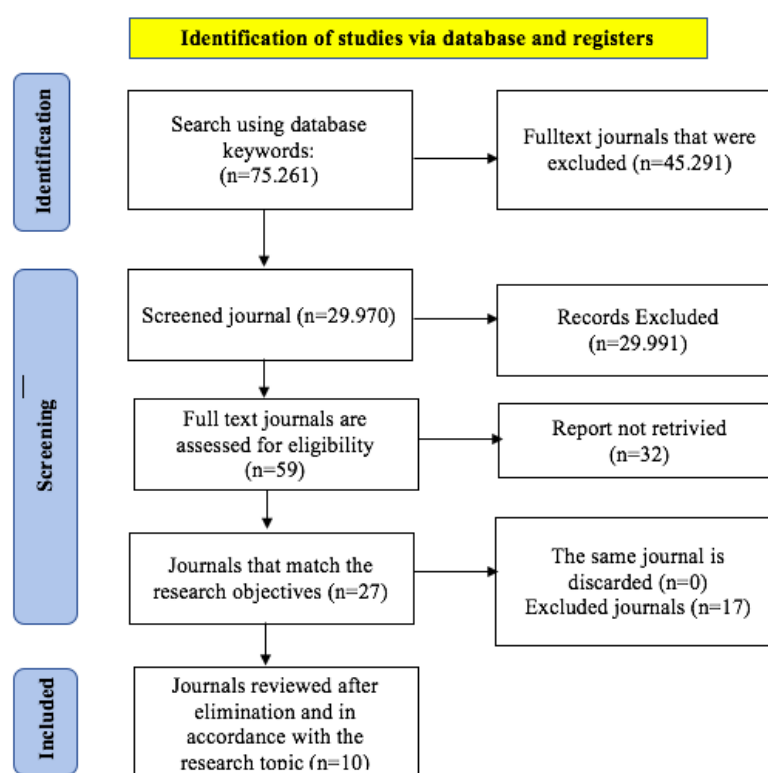 Identification of studies via database and registers
Identification
Search using database
keywords:
(n=75.261)
Fulltext journals that were
excluded (n=45.291)
Screening
Screened journal (n=29.970)
Records Excluded
(n=29.991)
Full text journals are
assessed for eligibility
(n=59)
Report not retrivied
(n=32)
Journals that match the
research objectives (n=27)
The same journal is
discarded (n=0)
Excluded journals (n=17)
Included
Journals reviewed after
elimination and in
accordance with the
research topic (n=10)